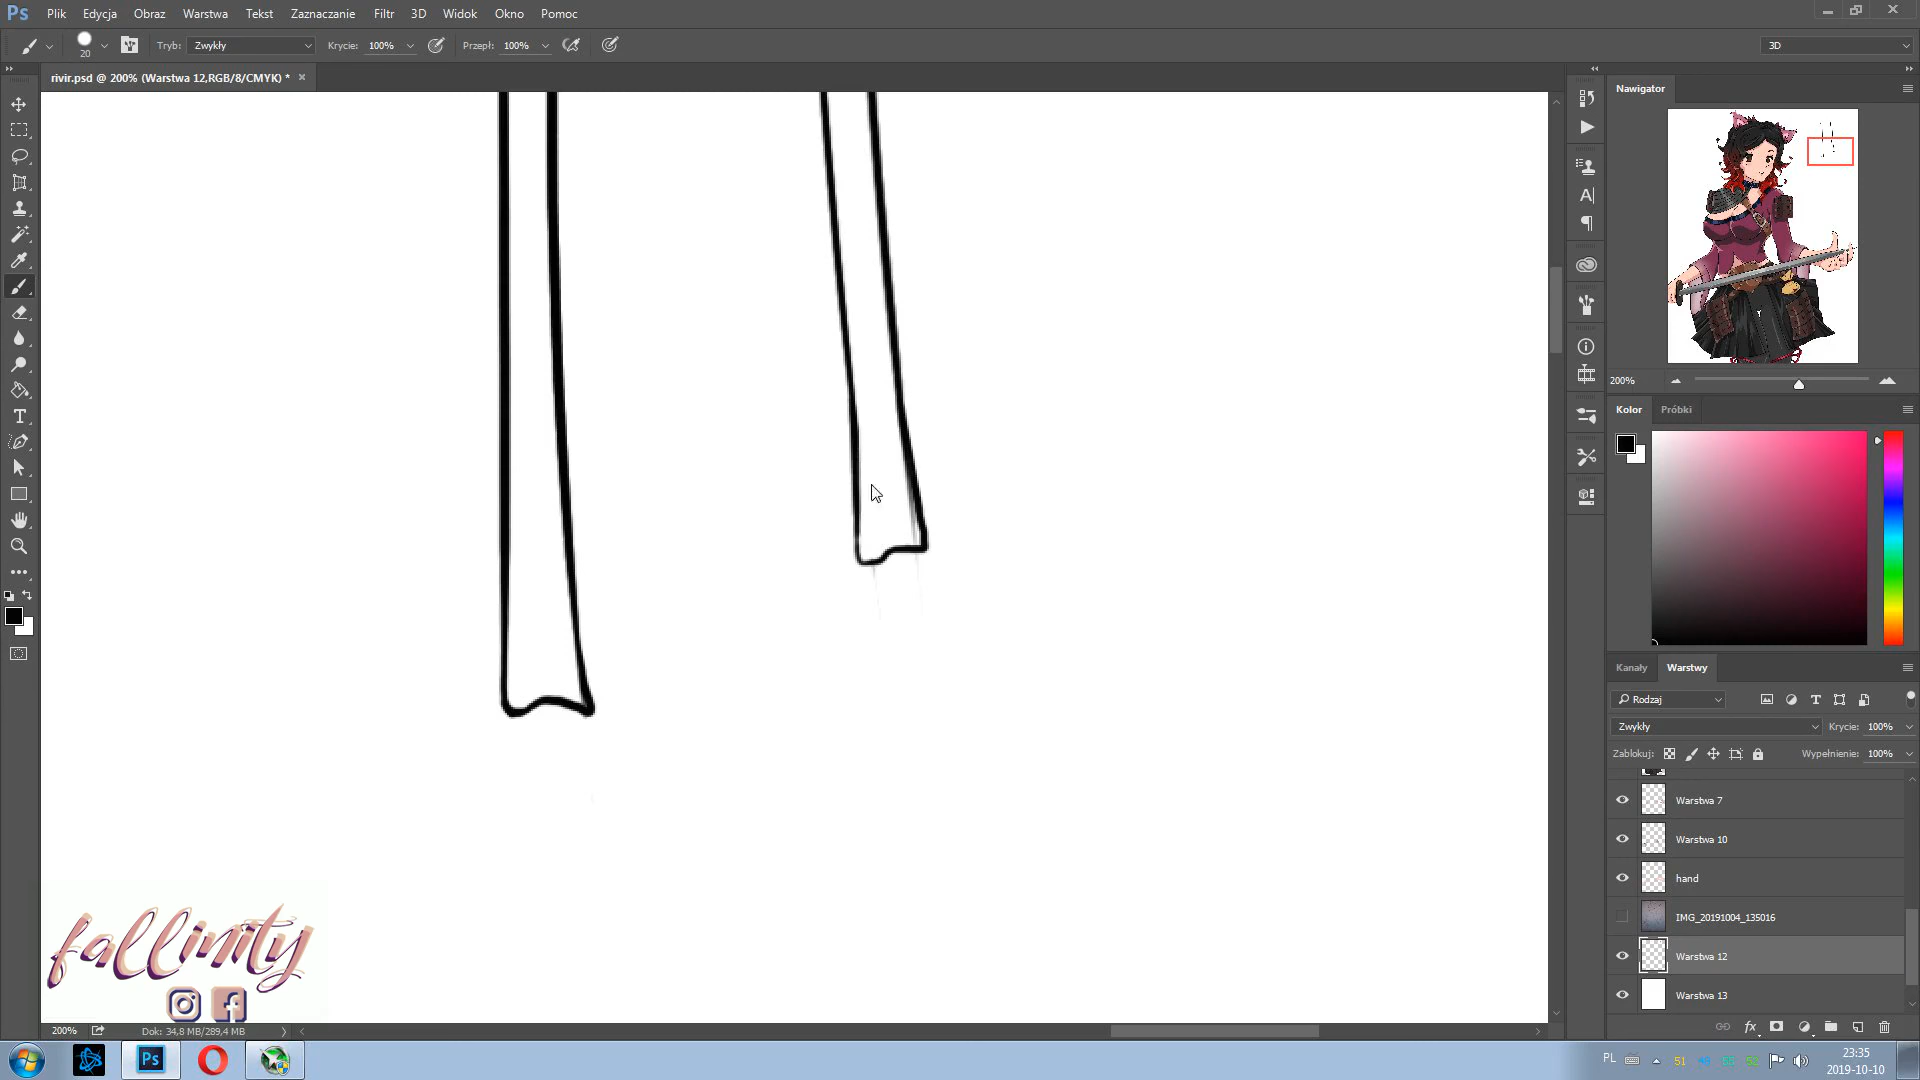 Ps Plik Edycja Obraz Warstwa Tekst Zaznaczanie Filtr 3D Widok Okno Pomoc
20 Tryb: Zwykły Krycie: 100% Przepł: 100% 3D
rivir.psd @ 200% (Warstwa 12,RGB/8/CMYK) * ×
Nawigator
200%
Kolor Próbki
Kanały Warstwy
Rodzaj
Zwykły Krycie: 100%
Zablokuj: Wypełnienie: 100%
Warstwa 7
Warstwa 10
hand
IMG_20191004_135016
Warstwa 12
Warstwa 13
fallinity
200% Dok: 34,8 MB/289,4 MB
Ps PL 51 52 23:35
2019-10-10